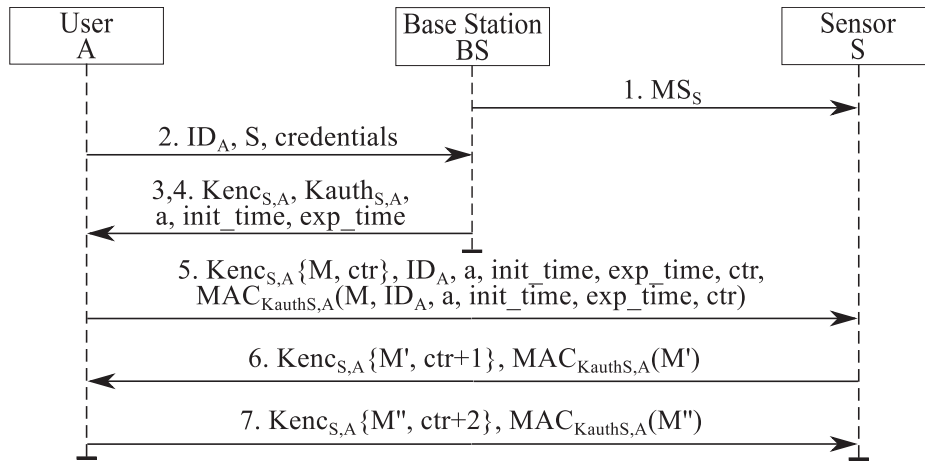 User
A
Base Station
BS
Sensor
S
1. MS_S
2. ID_A, S, credentials
3,4. Kenc_S,A, Kauth_S,A,
a, init_time, exp_time
5. Kenc_S,A{M, ctr}, ID_A, a, init_time, exp_time, ctr,
MAC_KauthS,A(M, ID_A, a, init_time, exp_time, ctr)
6. Kenc_S,A{M', ctr+1}, MAC_KauthS,A(M')
7. Kenc_S,A{M'', ctr+2}, MAC_KauthS,A(M'')